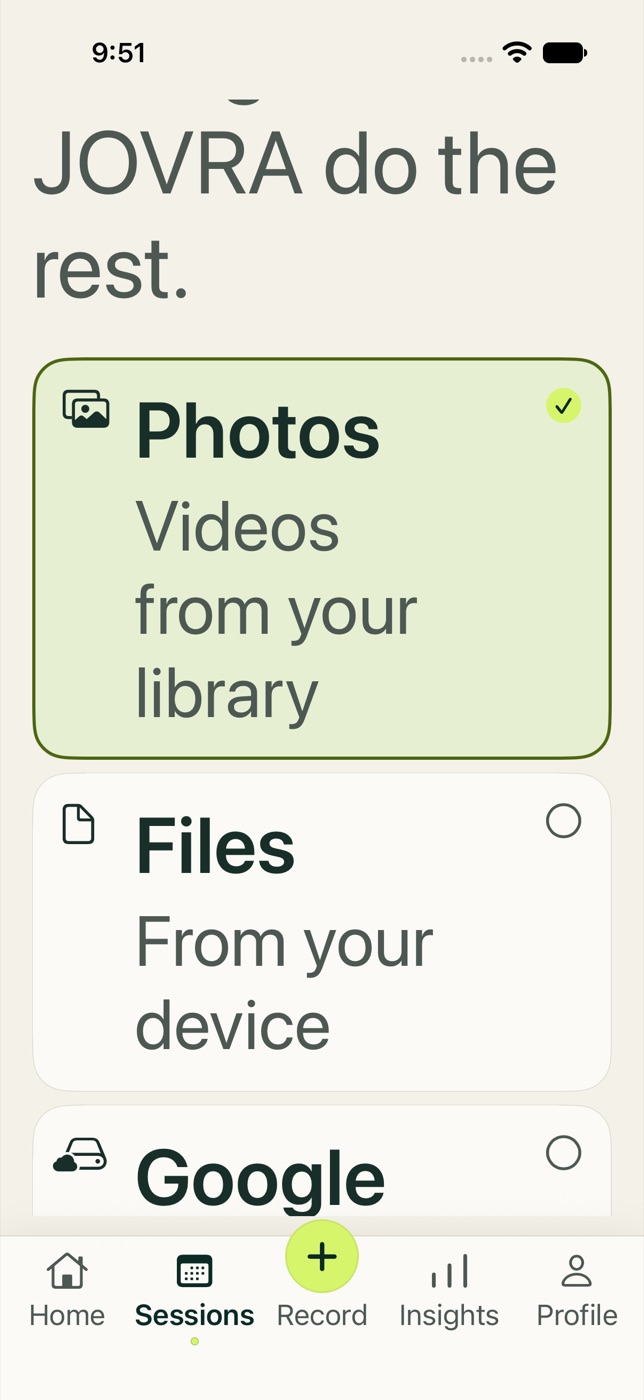 9:51
JOVRA do the
rest.
Photos
Videos
from your
library
Files
From your
device
Google
Home
Sessions
Record
Insights
Profile